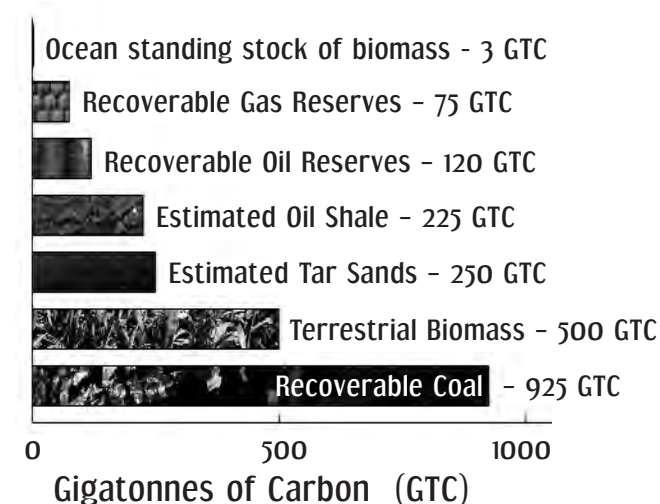 Ocean standing stock of biomass - 3 GTC
Recoverable Gas Reserves - 75 GTC
Recoverable Oil Reserves - 120 GTC
Estimated Oil Shale - 225 GTC
Estimated Tar Sands - 250 GTC
Terrestrial Biomass - 500 GTC
Recoverable Coal - 925 GTC
0 500 1000
Gigatonnes of Carbon (GTC)